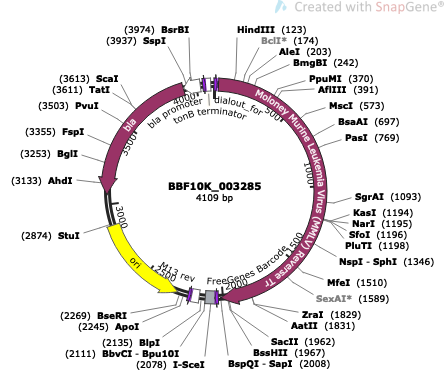 Created with SnapGene®
(3974) BsrBI
(3937) SspI
HindIII (123)
BclI* (174)
AleI (203)
BmgBI (242)
PpuMI (370)
AflIII (391)
MscI (573)
BsaAI (697)
PasI (769)
(3613) ScaI
(3611) TatI
(3503) PvuI
(3355) FspI
(3253) BglI
(3133) AhdI
(2874) StuI
SgrAI (1093)
KasI (1194)
NarI (1195)
SfoI (1196)
PluTI (1198)
NspI - SphI (1346)
MfeI (1510)
SexAI* (1589)
ZraI (1829)
AatII (1831)
SacII (1962)
BssHII (1967)
BspQI - SapI (2008)
(2269) BseRI
(2245) ApoI
(2135) BlpI
(2111) BbvCI - Bpu10I
(2078) I-SceI
BBF10K_003285
4109 bp
bla promoter
dialout_for
tonB terminator
bla
ori
M13 rev
FreeGenes Barcode
Moloney Murine Leukemia Virus (MMLV) Reverse Tr
500
1000
1500
2000
2500
3000
3500
4000